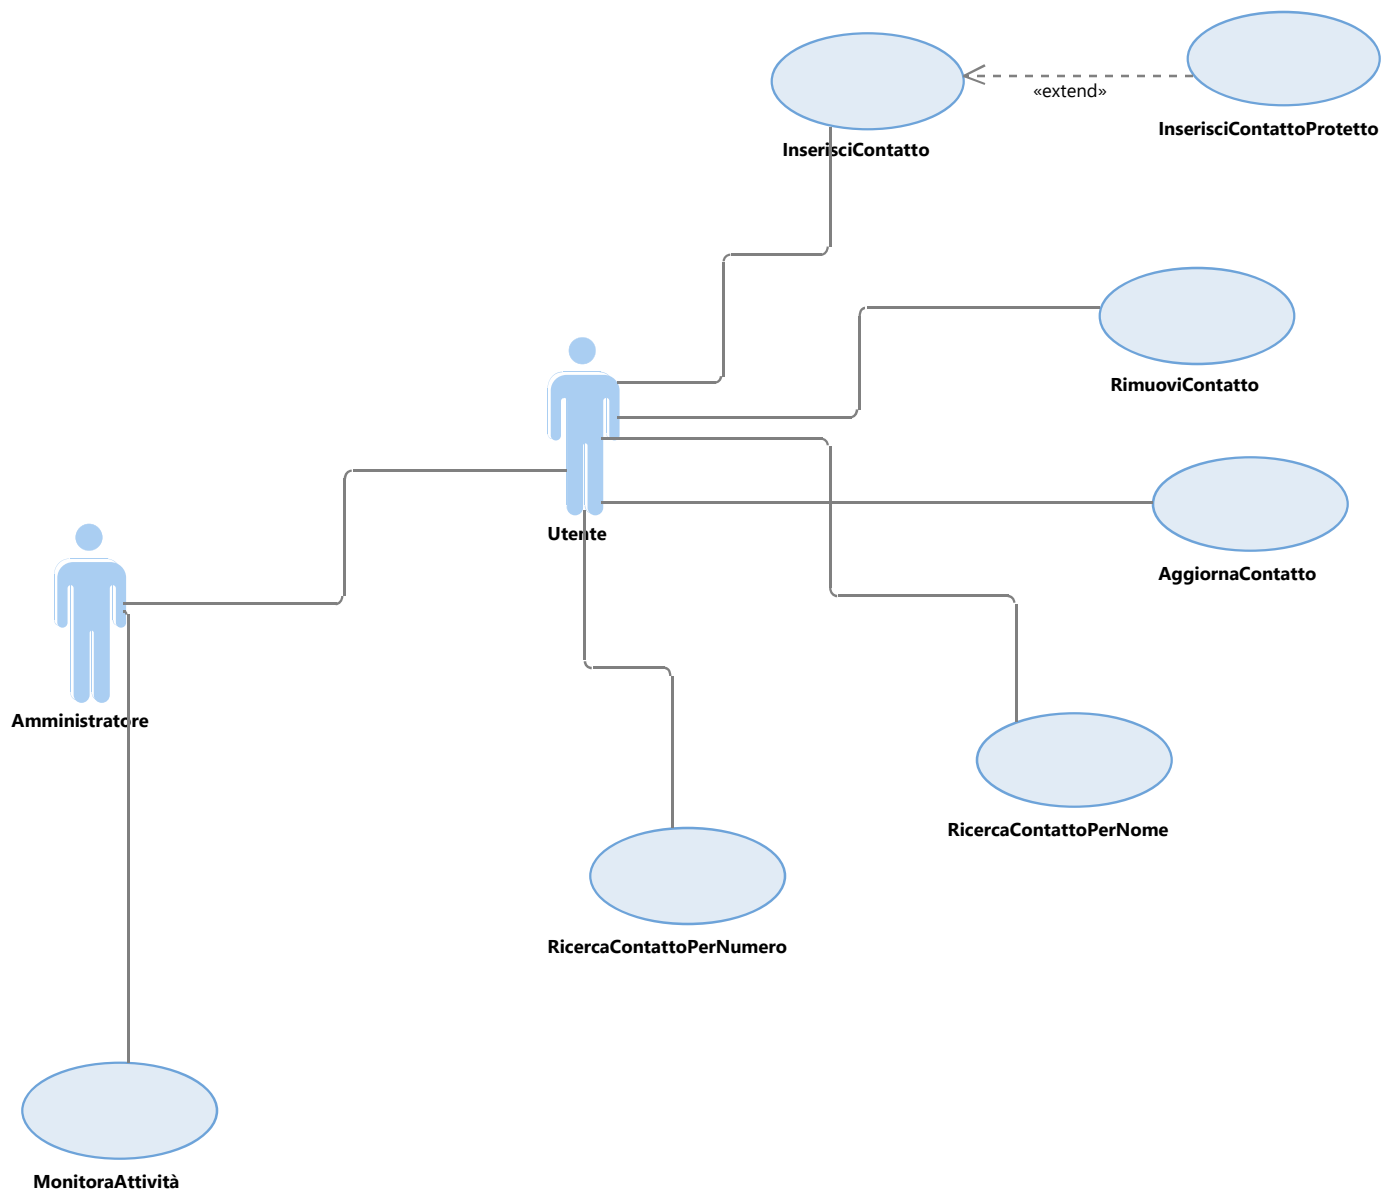 «extend»
InserisciContattoProtetto
InserisciContatto
RimuoviContatto
Utente
AggiornaContatto
Amministratore
RicercaContattoPerNome
RicercaContattoPerNumero
MonitoraAttività